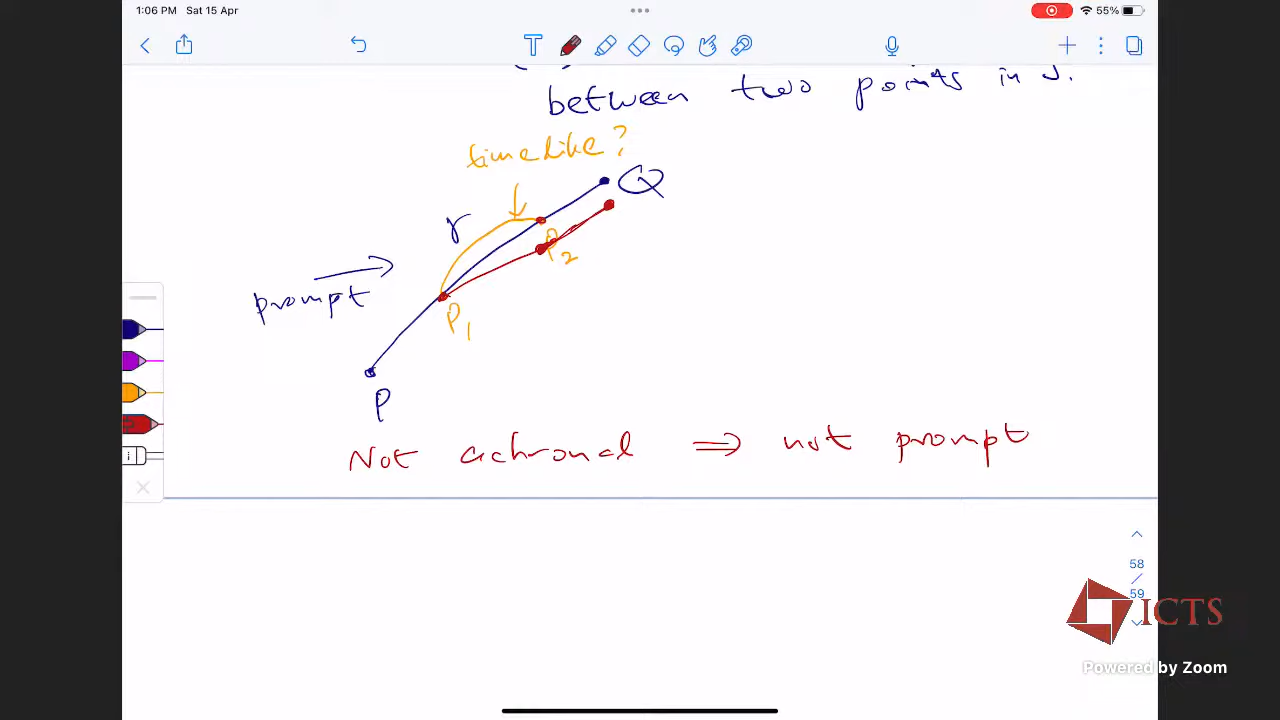 1:06 PM Sat 15 Apr
55%
between two points in J.
timelike?
Q
γ
P2
prompt
P1
P
Not achronal ⇒ not prompt
58
/
59
ICTS
Powered by Zoom